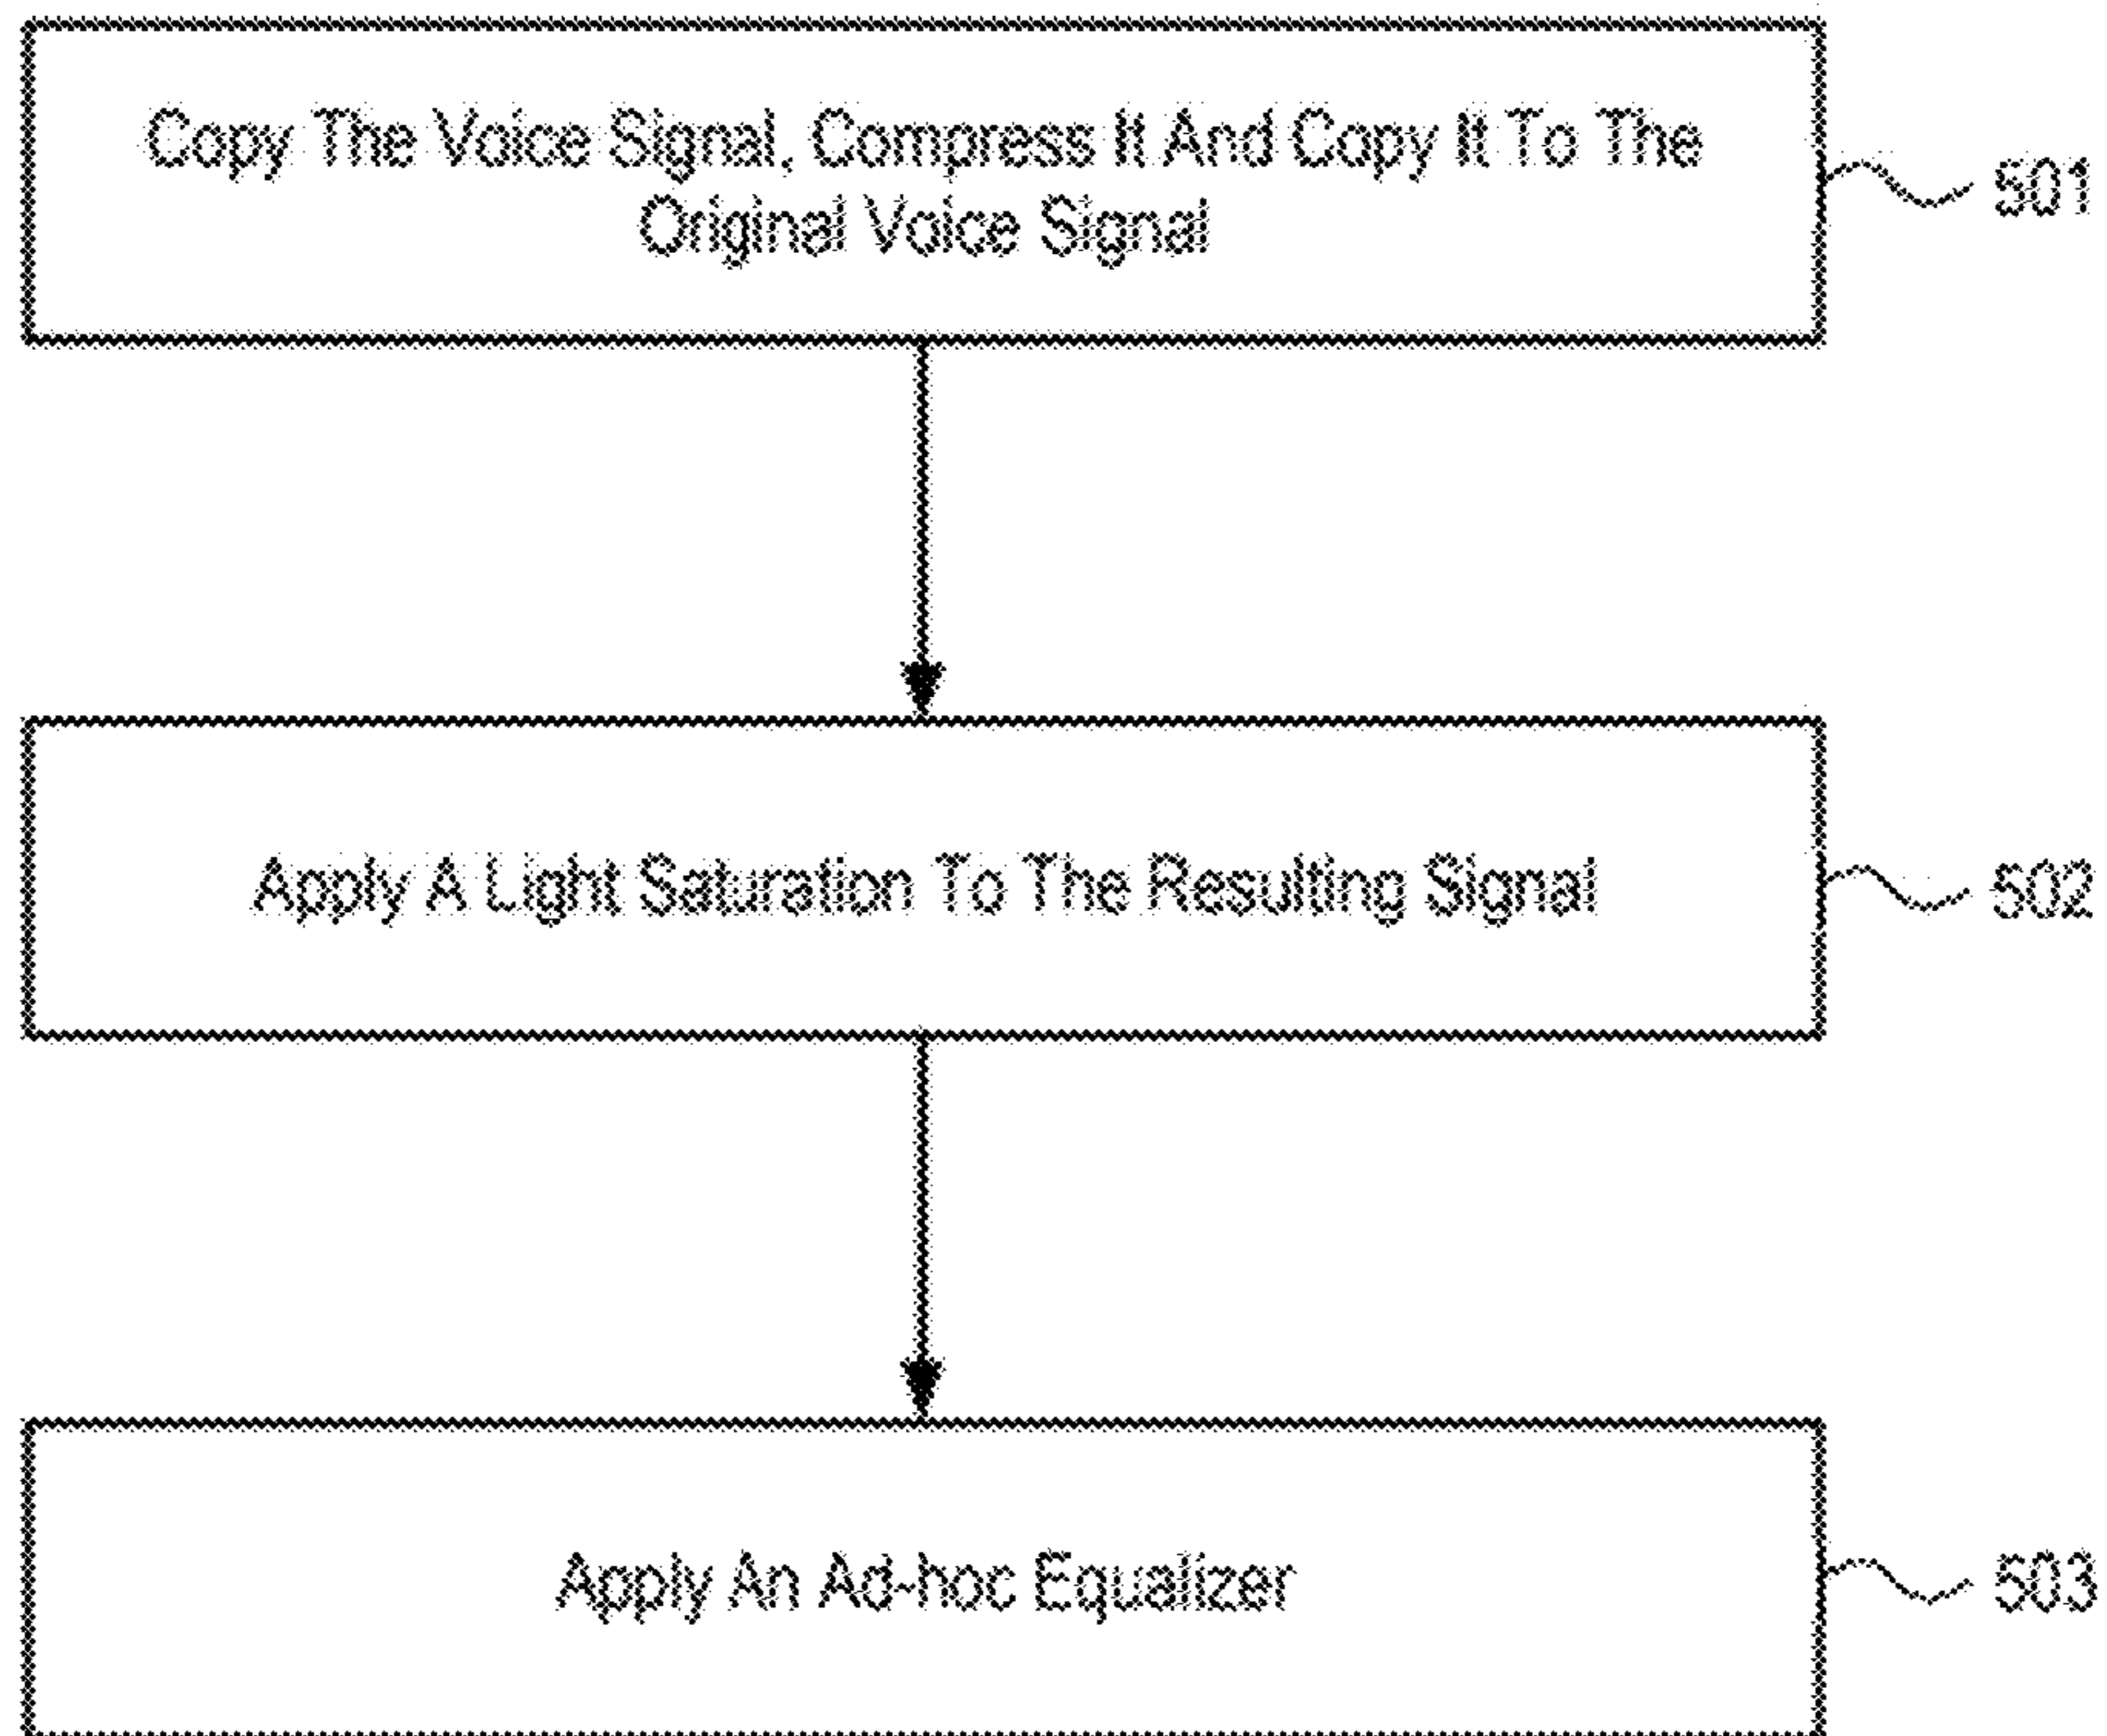 Copy The Voice Signal, Compress It And Copy It To The
Original Voice Signal
501
Apply A Light Saturation To The Resulting Signal
502
Apply An Ad-hoc Equalizer
503